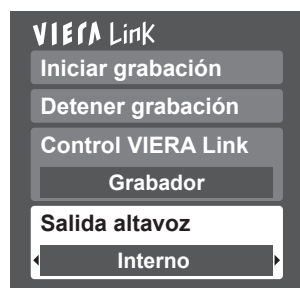 VIERA Link
Iniciar grabación
Detener grabación
Control VIERA Link
Grabador
Salida altavoz
Interno